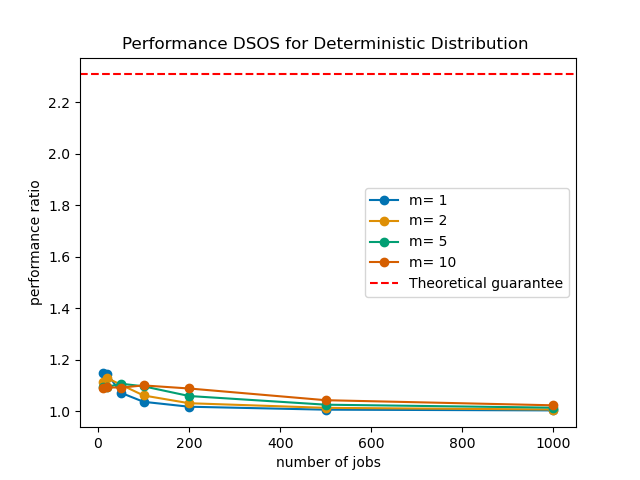 Performance DSOS for Deterministic Distribution
performance ratio
2.2
2.0
1.8
1.6
1.4
1.2
1.0
m= 1
m= 2
m= 5
m= 10
Theoretical guarantee
0 200 400 600 800 1000
number of jobs